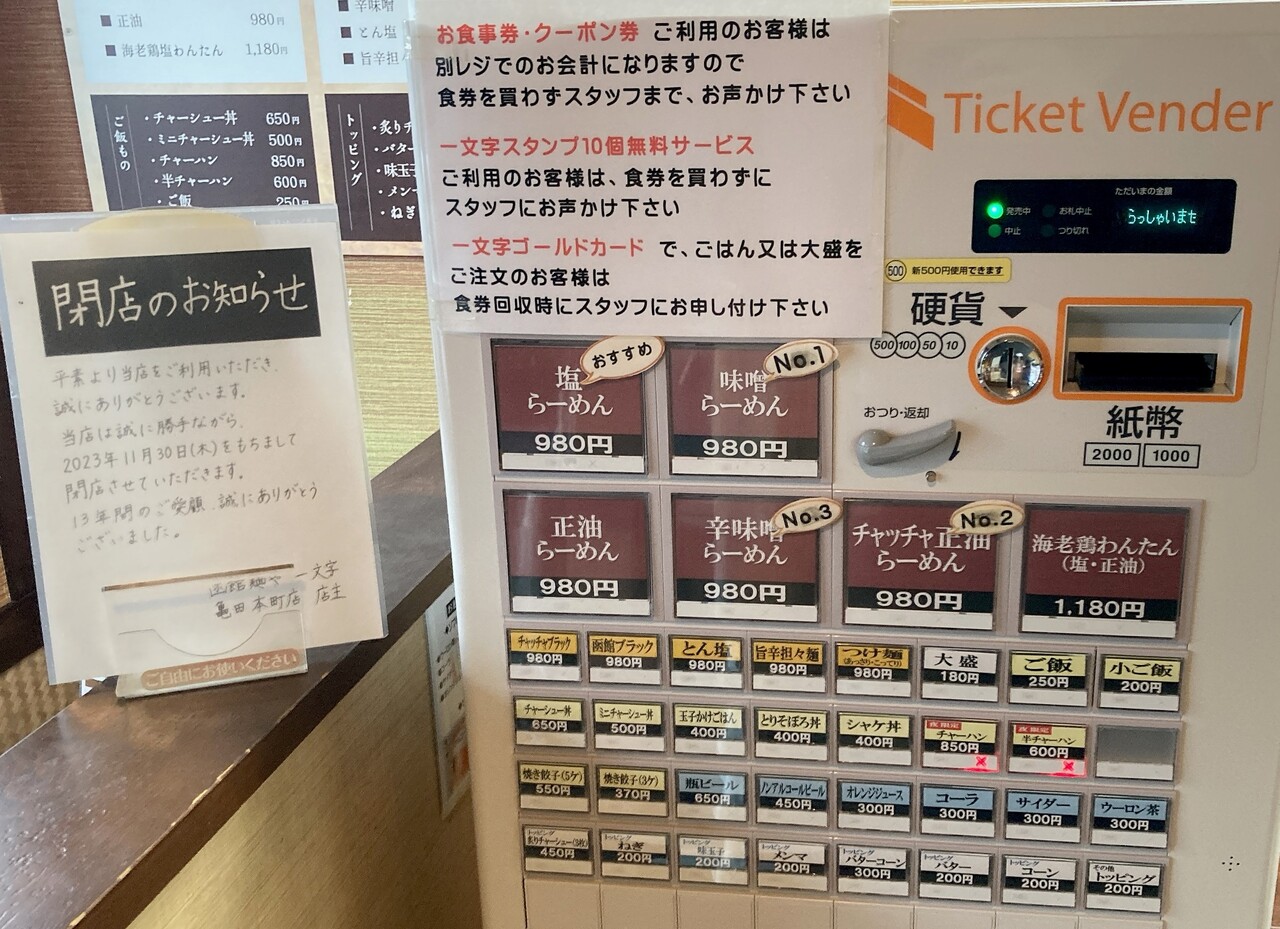 正油 980円
海老鶏塩わんたん 1,180円
辛味噌
とん塩
旨辛担
ご飯もの
・チャーシュー丼 650円
・ミニチャーシュー丼 500円
・チャーハン 850円
・半チャーハン 600円
・ご飯 250円
トッピング
・炙りチ
・バター
・味玉子
・メンマ
・ねぎ
閉店のお知らせ
平素より当店をご利用いただき、
誠にありがとうございます。
当店は誠に勝手ながら、
2023年11月30日(木)をもちまして
閉店させていただきます。
13年間のご愛顧、誠にありがとう
ございました。
函館麺や 一文字
亀田本町店 店主
ご自由にお使いください
お食事券・クーポン券 ご利用のお客様は
別レジでのお会計になりますので
食券を買わずスタッフまで、お声かけ下さい
一文字スタンプ10個無料サービス
ご利用のお客様は、食券を買わずに
スタッフにお声かけ下さい
一文字ゴールドカード で、ごはん又は大盛を
ご注文のお客様は
食券回収時にスタッフにお申し付け下さい
Ticket Vender
ただいまの金額
発売中 お札中止
中止 つり切れ
らっしゃいませ
500 新500円使用できます
硬貨
500 100 50 10
おつり・返却
紙幣
2000 1000
塩らーめん 980円 おすすめ
味噌らーめん 980円 No.1
正油らーめん 980円
辛味噌らーめん 980円 No.3
チャッチャ正油らーめん 980円 No.2
海老鶏わんたん (塩・正油) 1,180円
チャッチャブラック 980円
函館ブラック 980円
とん塩 980円
旨辛担々麺 980円
つけ麺 (あっさり・こってり) 980円
大盛 180円
ご飯 250円
小ご飯 200円
チャーシュー丼 650円
ミニチャーシュー丼 500円
玉子かけごはん 400円
とりそぼろ丼 400円
シャケ丼 400円
夜限定 チャーハン 850円
夜限定 半チャーハン 600円
焼き餃子(5ケ) 550円
焼き餃子(3ケ) 370円
瓶ビール 650円
ノンアルコールビール 450円
オレンジジュース 300円
コーラ 300円
サイダー 300円
ウーロン茶 300円
トッピング 炙りチャーシュー(3枚) 450円
トッピング ねぎ 200円
トッピング 味玉子 200円
トッピング メンマ 200円
トッピング バターコーン 300円
トッピング バター 200円
トッピング コーン 200円
その他 トッピング 200円